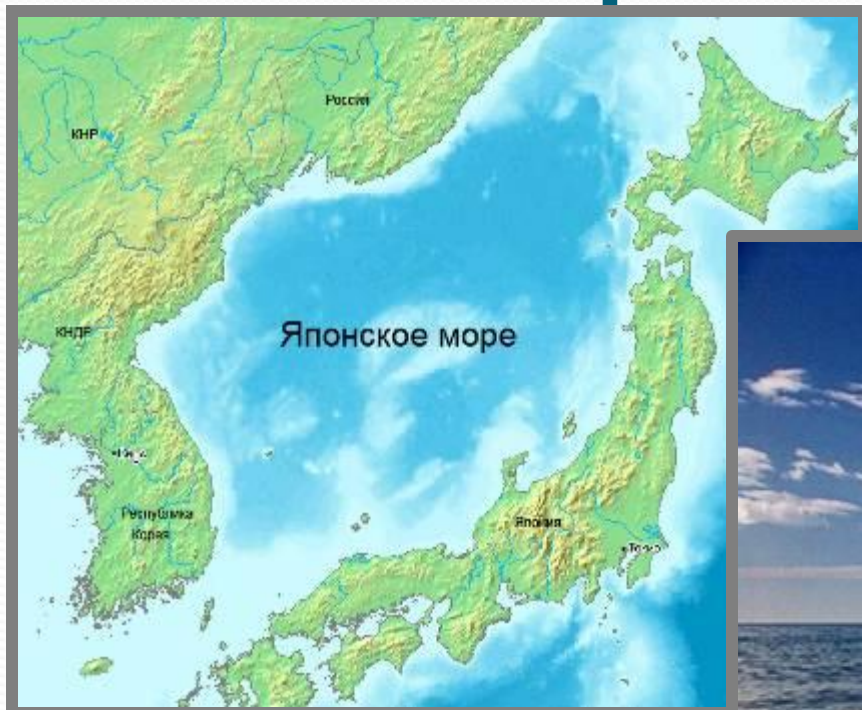 Россия
КНР
Японское море
КНДР
Республика
Корея
Япония
Токио